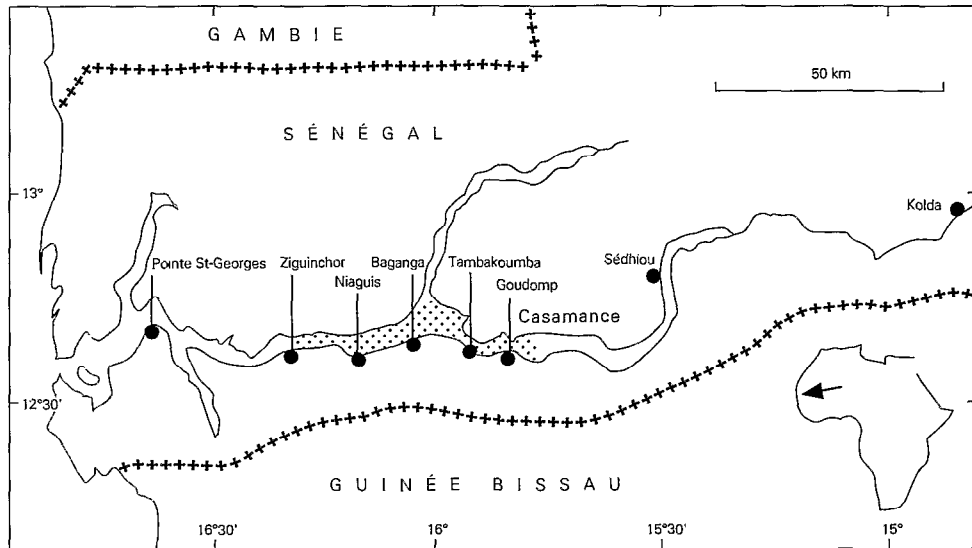 GAMBIE
50 km
SÉNÉGAL
13°
Kolda
Pointe St-Georges
Ziguinchor
Baganga
Tambakoumba
Sédhiou
Niaguis
Goudomp
Casamance
12°30'
GUINÉE BISSAU
16°30'
16°
15°30'
15°